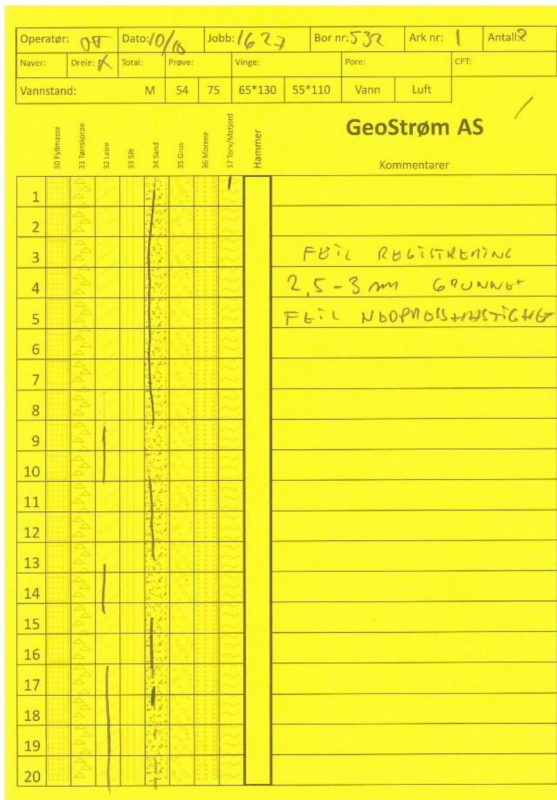 Operatør: OT Dato: 10/10 Jobb: 1627 Bor nr: 532 Ark nr: 1 Antall: 2
Naver: Dreie: X Total: Prøve: Vinge: Pore: CPT:
Vannstand: M 54 75 65*130 55*110 Vann Luft
GeoStrøm AS
30 Fyllmasse 31 Tørrskorpe 32 Leire 33 Silt 34 Sand 35 Grus 36 Morene 37 Torv/Matjord Hammer Kommentarer
1
2
3 FEIL REGISTRERING
4 2,5-3 m GRUNNET
5 FEIL NEDPRESSHASTIGHET
6
7
8
9
10
11
12
13
14
15
16
17
18
19
20